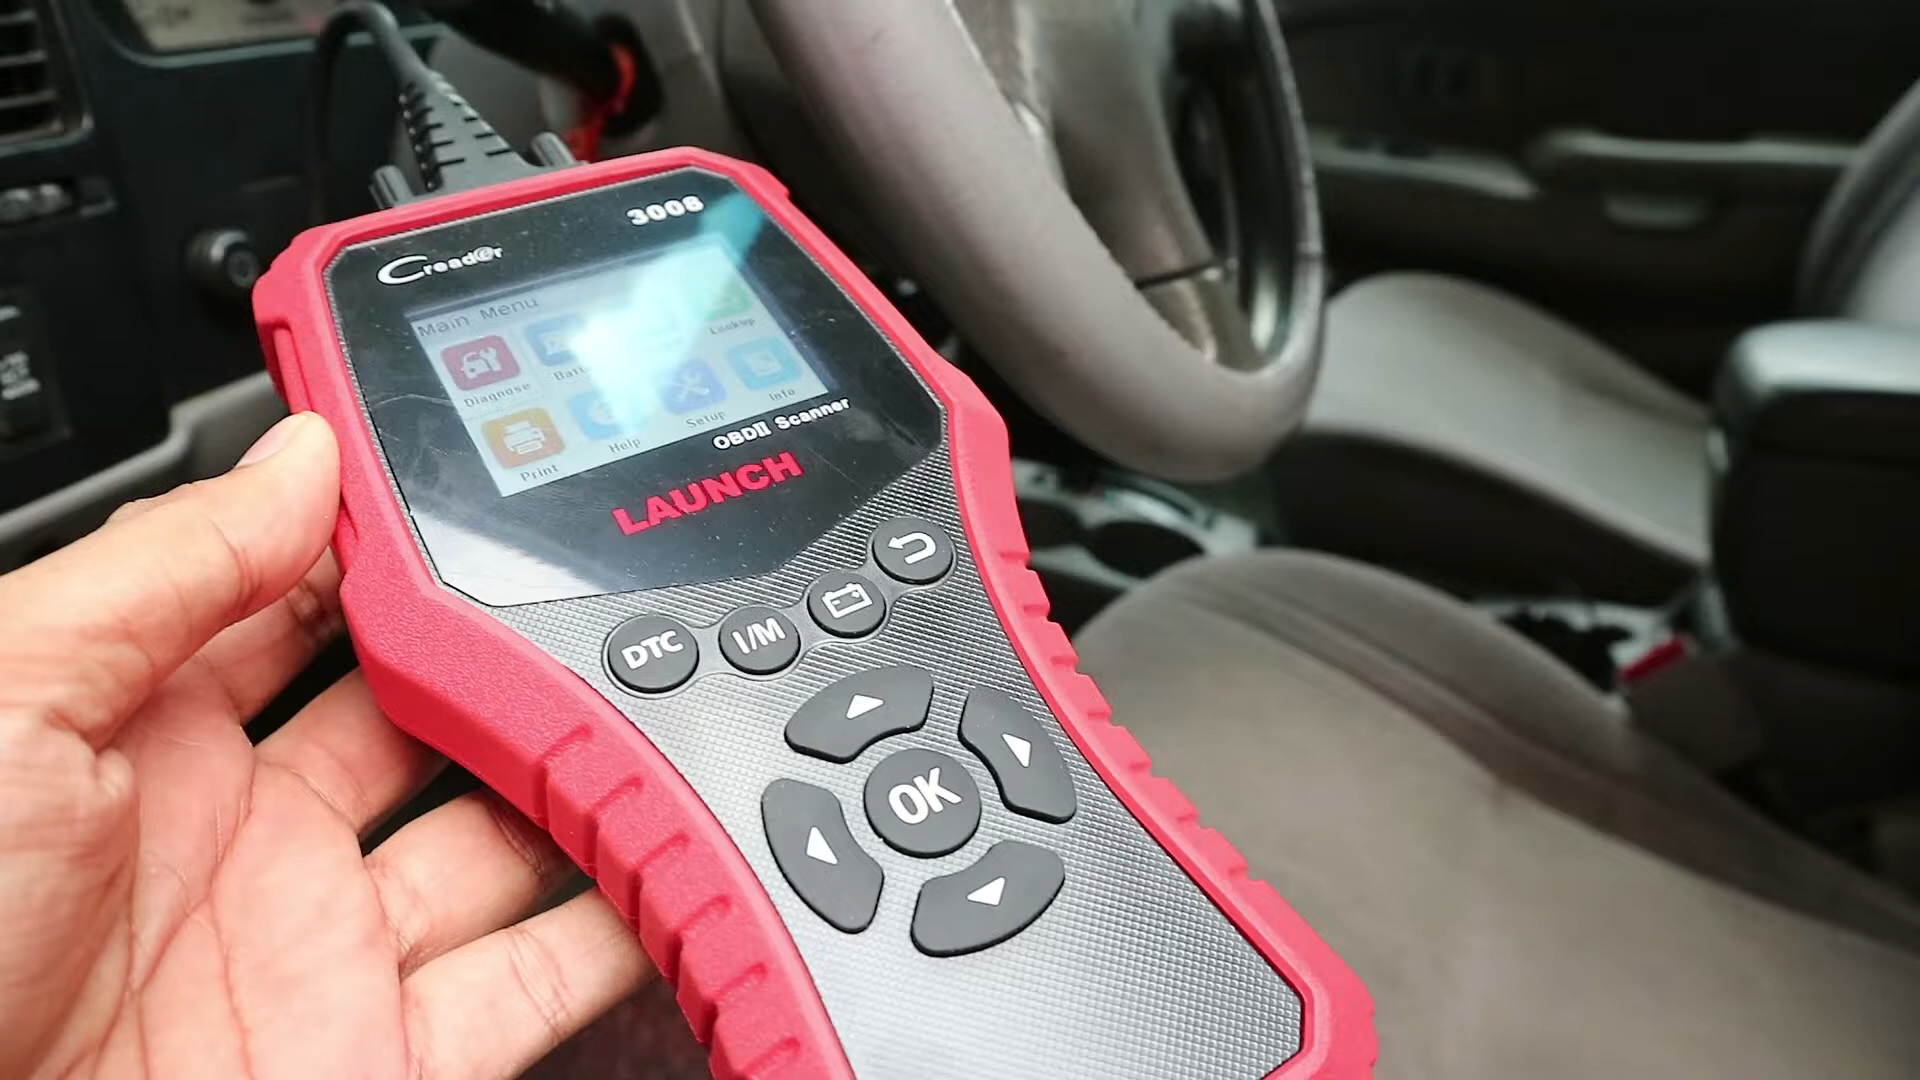 3008
Creader
Main Menu
Lookup
Diagnose
Info
Setup
Help
Print
OBDII Scanner
LAUNCH
DTC
I/M
OK